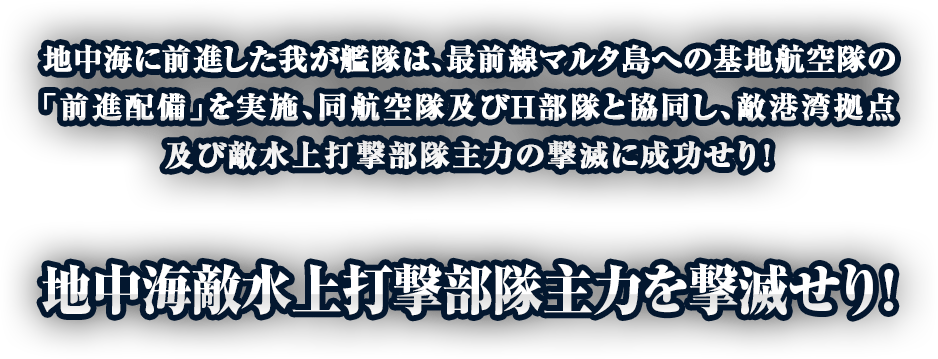 地中海に前進した我が艦隊は、最前線マルタ島への基地航空隊の
「前進配備」を実施、同航空隊及びH部隊と協同し、敵港湾拠点
及び敵水上打撃部隊主力の撃滅に成功せり!
地中海敵水上打撃部隊主力を撃滅せり!